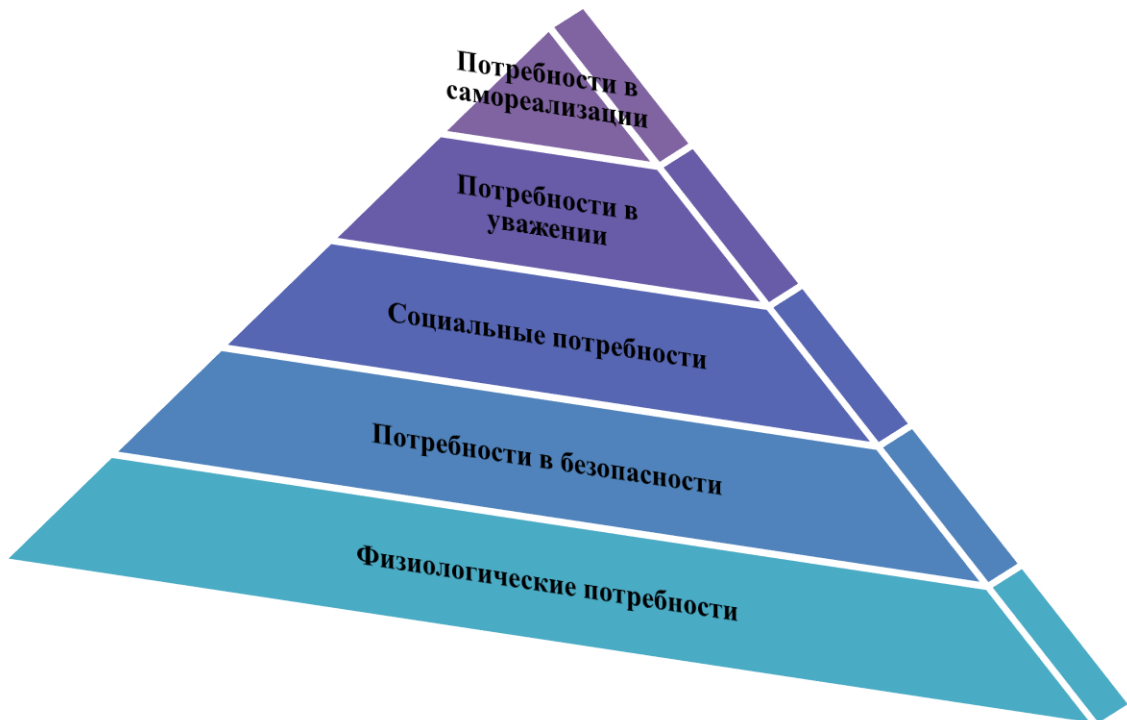 Потребности в
самореализации
Потребности в
уважении
Социальные потребности
Потребности в безопасности
Физиологические потребности